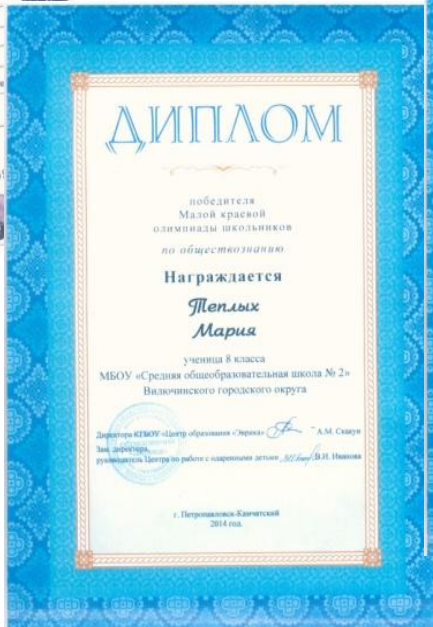 ДИПЛОМ
победителя
Малой краевой
олимпиады школьников
по обществознанию
Награждается
Теплых
Мария
ученица 8 класса
МБОУ «Средняя общеобразовательная школа № 2»
Вилючинского городского округа
Директора КГБОУ «Центр образования «Эврика» А.М. Скакун
Зам. директора,
руководитель Центра по работе с одаренными детьми В.И. Иванова
г. Петропавловск-Камчатский
2014 год.